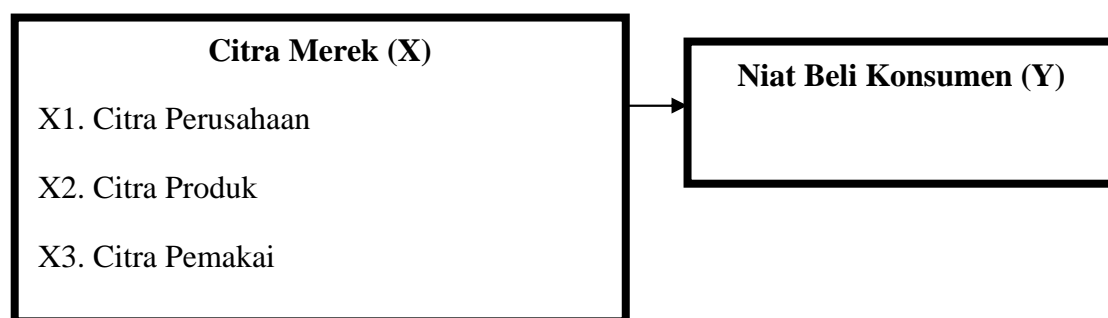 Citra Merek (X)
X1. Citra Perusahaan
X2. Citra Produk
X3. Citra Pemakai
Niat Beli Konsumen (Y)